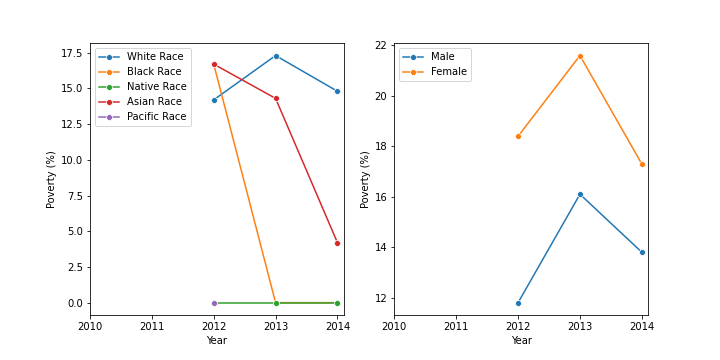 White Race
Black Race
Native Race
Asian Race
Pacific Race
17.5
15.0
12.5
10.0
7.5
5.0
2.5
0.0
Poverty (%)
2010 2011 2012 2013 2014
Year
Male
Female
22
20
18
16
14
12
Poverty (%)
2010 2011 2012 2013 2014
Year